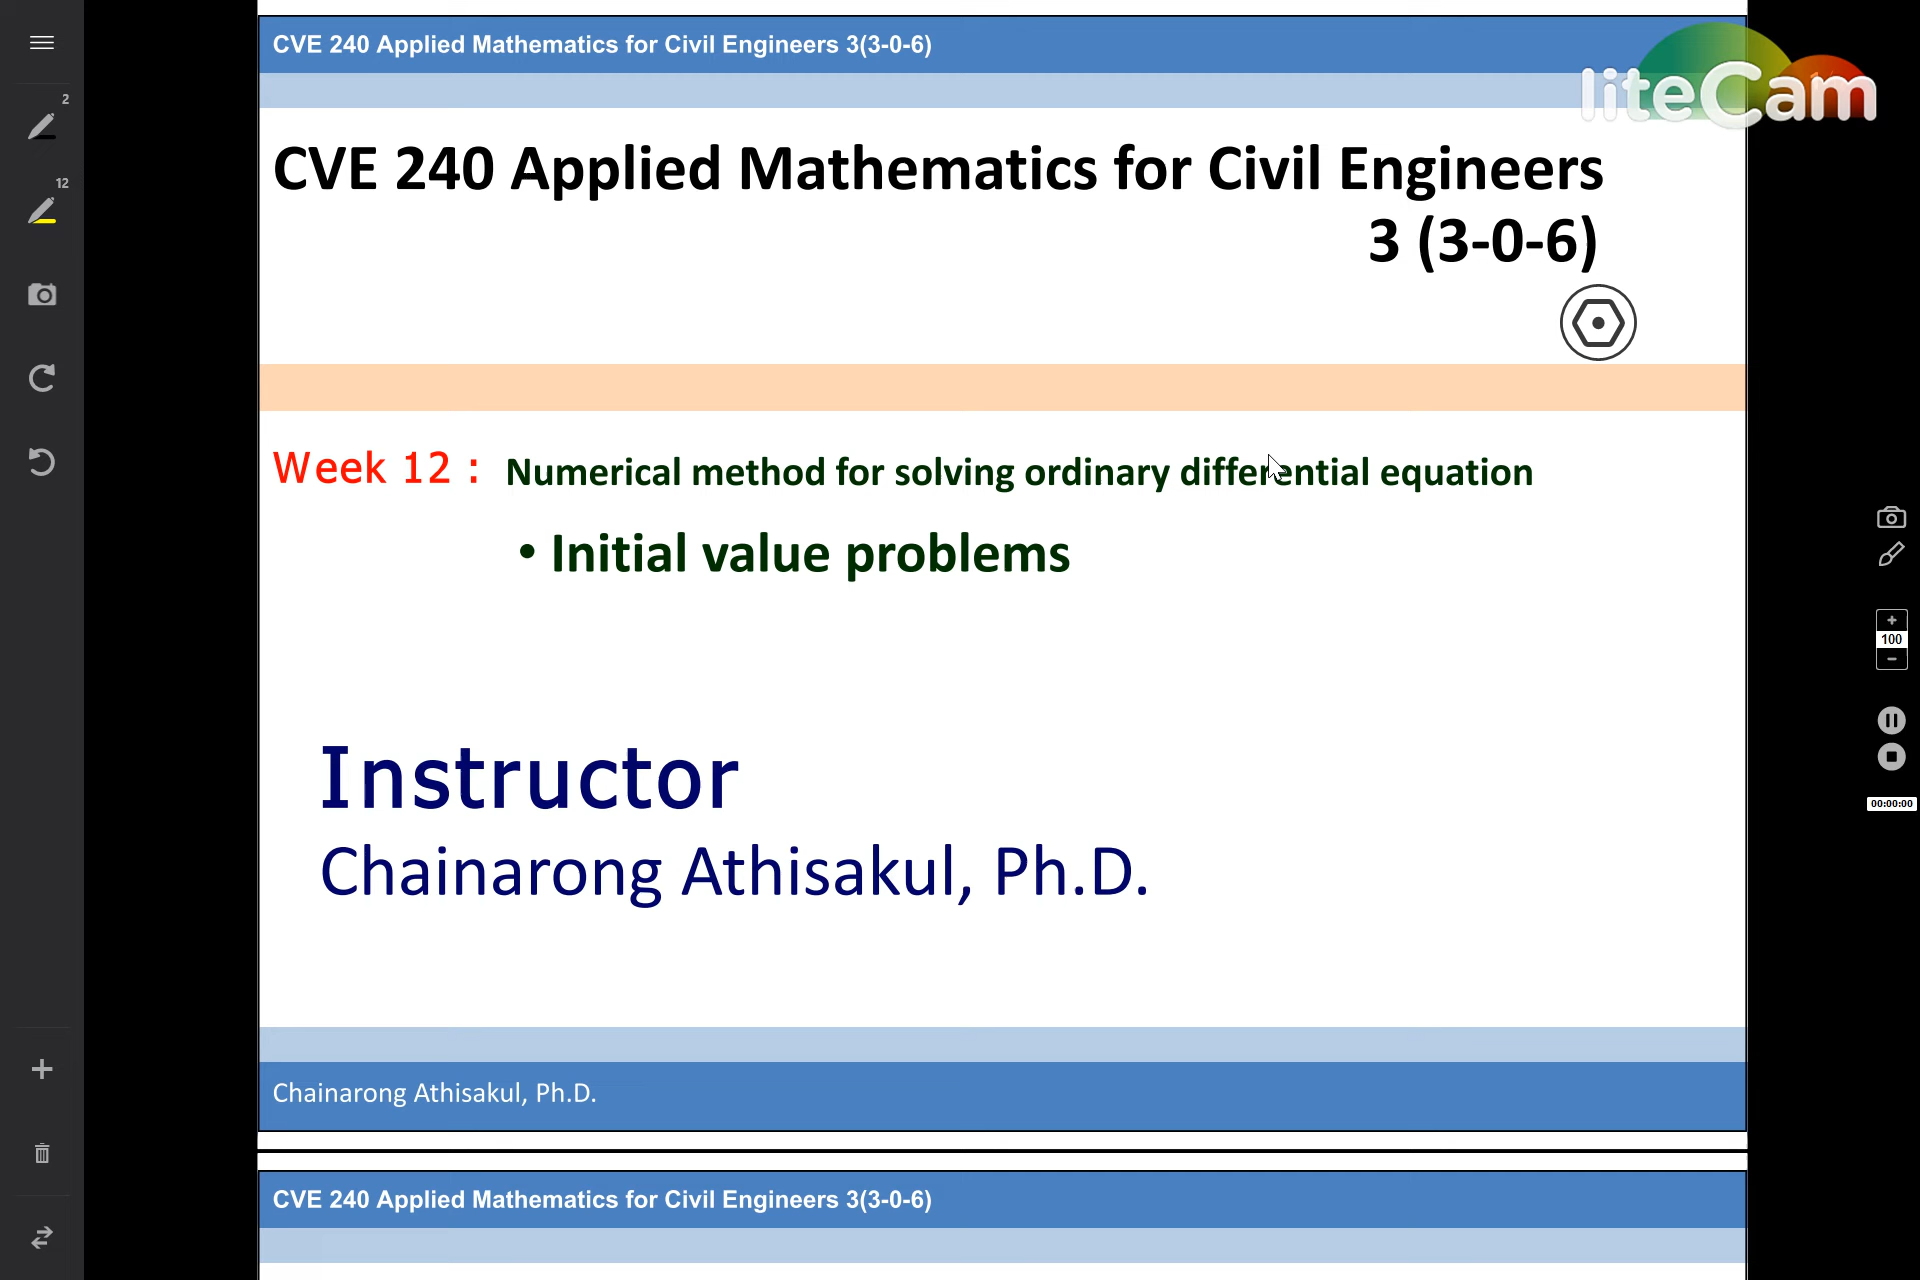 CVE 240 Applied Mathematics for Civil Engineers 3(3-0-6)
liteCam
CVE 240 Applied Mathematics for Civil Engineers
3 (3-0-6)
Week 12 : Numerical method for solving ordinary differential equation
• Initial value problems
Instructor
Chainarong Athisakul, Ph.D.
Chainarong Athisakul, Ph.D.
CVE 240 Applied Mathematics for Civil Engineers 3(3-0-6)
2
12
+
100
−
00:00:00